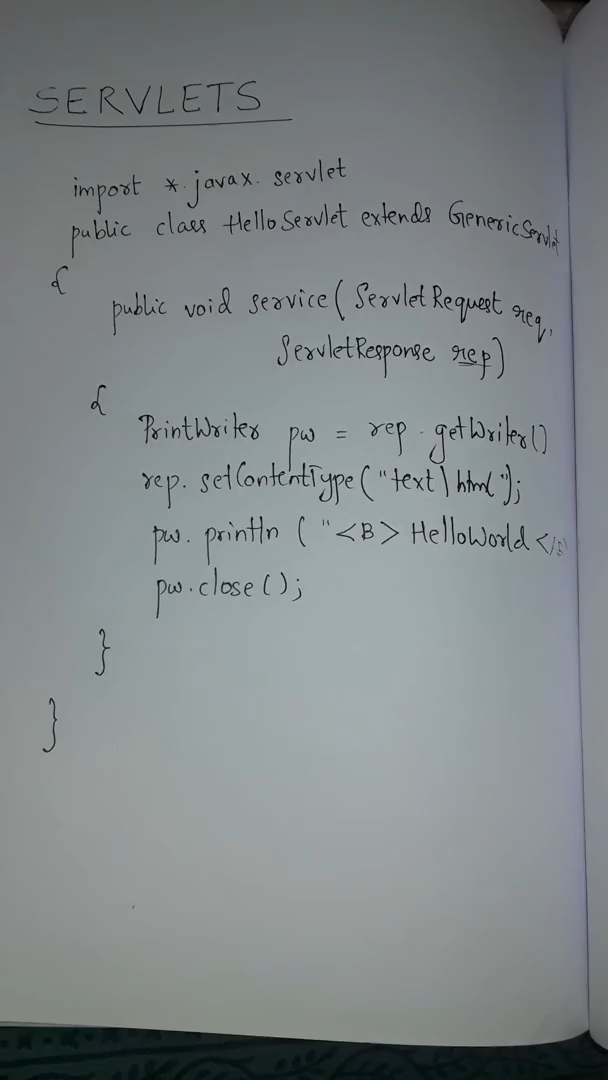 SERVLETS
import *.javax.servlet
public class HelloServlet extends GenericServlet
{
public void service(ServletRequest req,
ServletResponse rep)
{
PrintWriter pw = rep.getWriter()
rep.setContentType("text\html");
pw.println ("<B> HelloWorld </B>
pw.close();
}
}